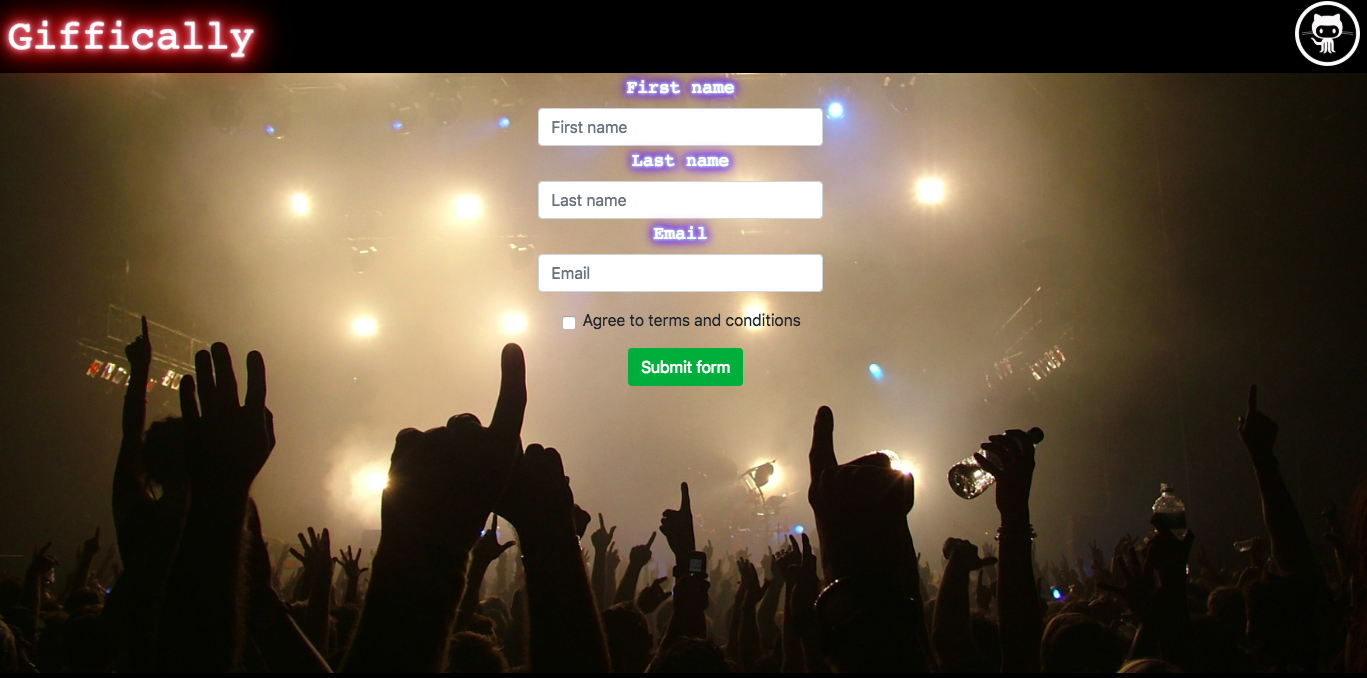 Giffically
First name
First name
Last name
Last name
Email
Email
Agree to terms and conditions
Submit form